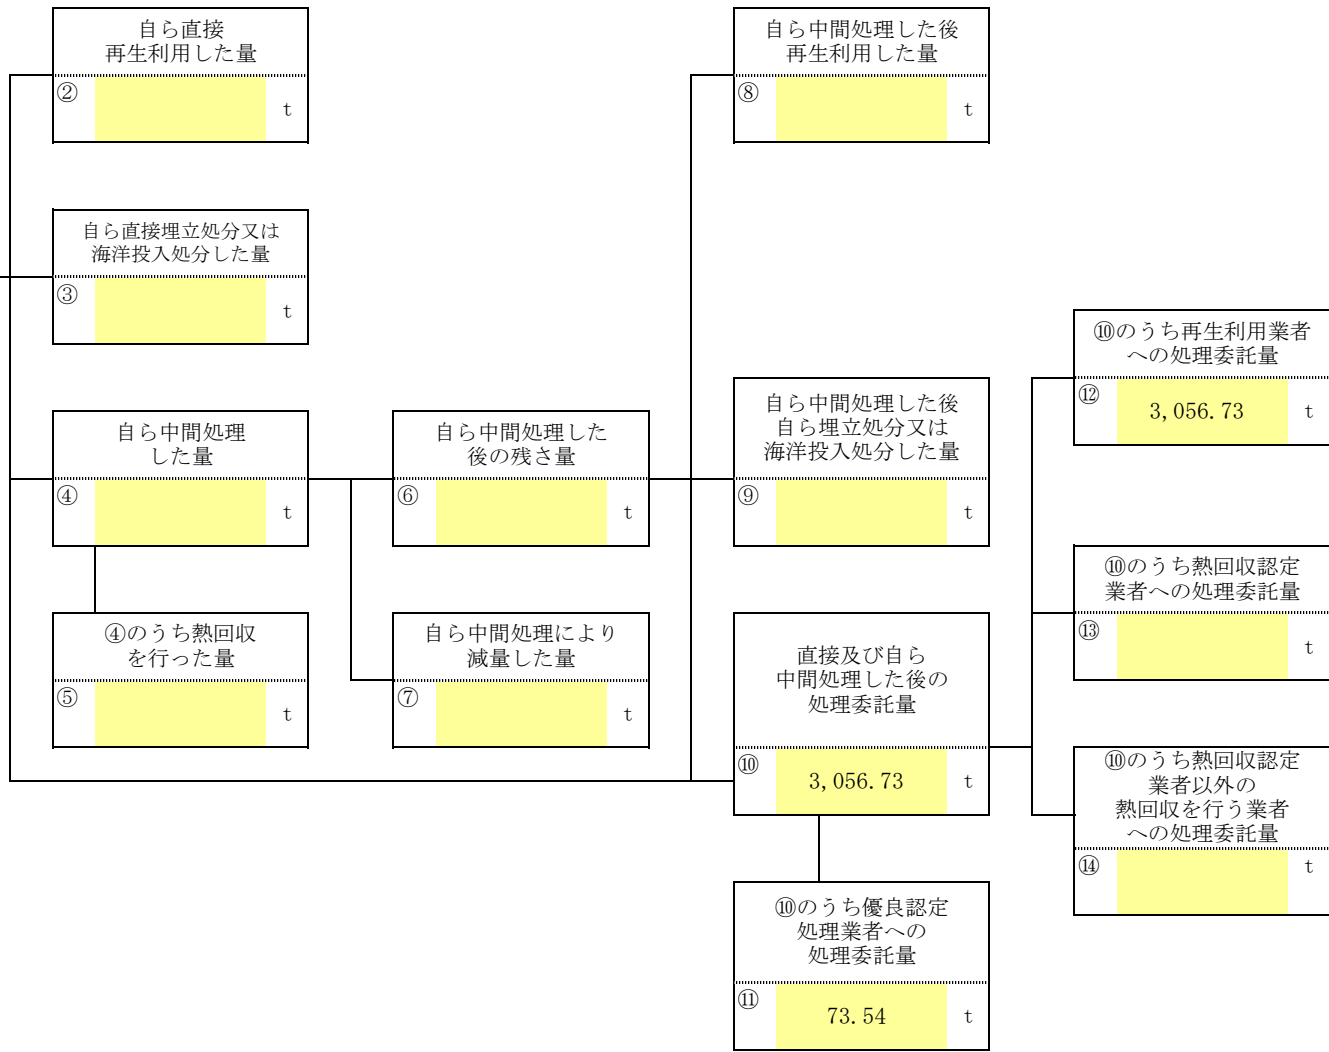 自ら直接
再生利用した量
②
t
自ら直接埋立処分又は
海洋投入処分した量
③
t
自ら中間処理
した量
④
t
④のうち熱回収
を行った量
⑤
t
自ら中間処理した
後の残さ量
⑥
t
自ら中間処理により
減量した量
⑦
t
自ら中間処理した後
再生利用した量
⑧
t
自ら中間処理した後
自ら埋立処分又は
海洋投入処分した量
⑨
t
直接及び自ら
中間処理した後の
処理委託量
⑩ 3,056.73 t
⑩のうち優良認定
処理業者への
処理委託量
⑪ 73.54 t
⑩のうち再生利用業者
への処理委託量
⑫ 3,056.73 t
⑩のうち熱回収認定
業者への処理委託量
⑬
t
⑩のうち熱回収認定
業者以外の
熱回収を行う業者
への処理委託量
⑭
t